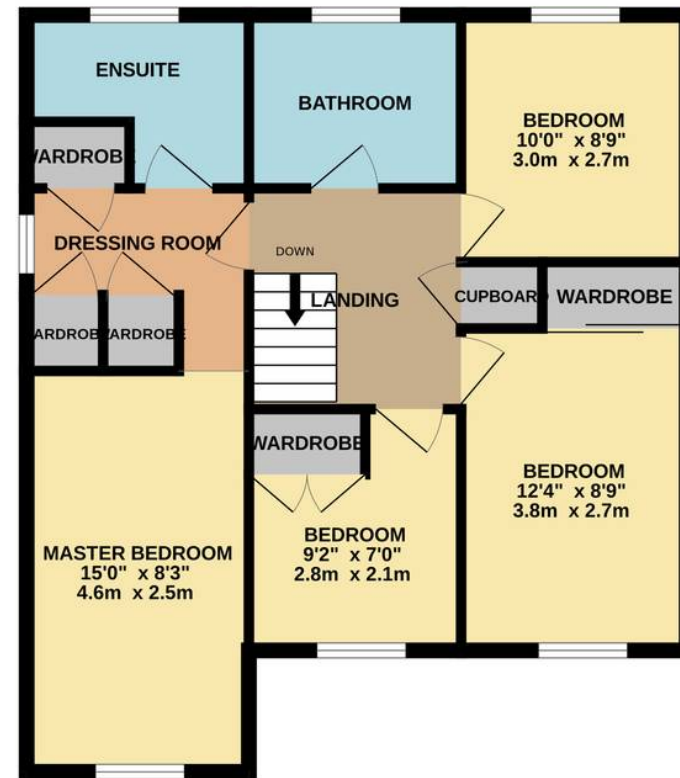 ENSUITE
BATHROOM
BEDROOM
10'0" x 8'9"
3.0m x 2.7m
WARDROBE
DRESSING ROOM
DOWN
LANDING
CUPBOARD
WARDROBE
WARDROBE
WARDROBE
WARDROBE
BEDROOM
12'4" x 8'9"
3.8m x 2.7m
BEDROOM
9'2" x 7'0"
2.8m x 2.1m
MASTER BEDROOM
15'0" x 8'3"
4.6m x 2.5m